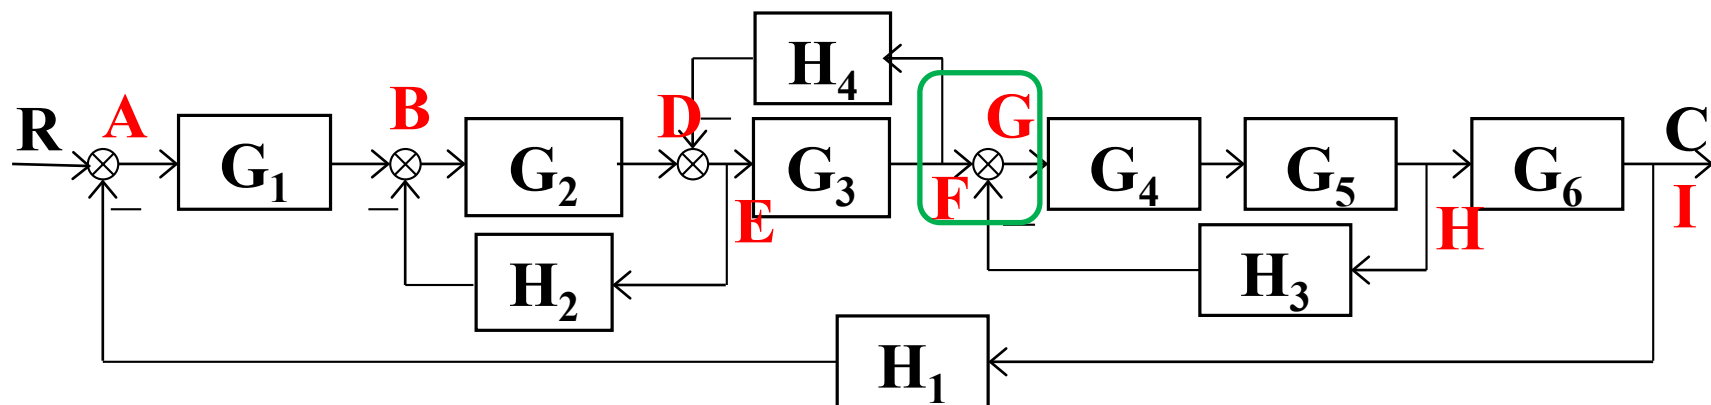 H₄
R A B D G C
G₁ G₂ G₃ G₄ G₅ G₆
E F H I
H₂ H₃
H₁